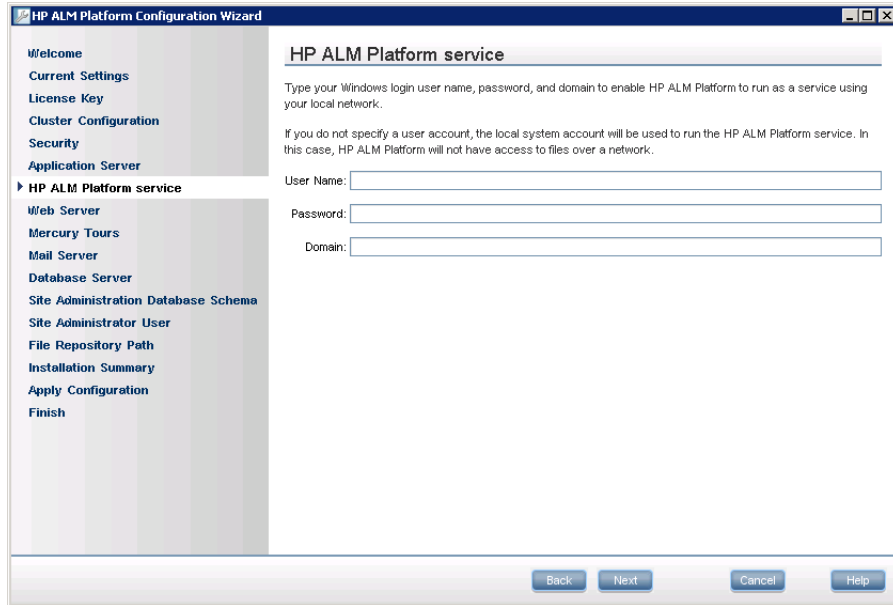 HP ALM Platform Configuration Wizard
Welcome
Current Settings
License Key
Cluster Configuration
Security
Application Server
HP ALM Platform service
Web Server
Mercury Tours
Mail Server
Database Server
Site Administration Database Schema
Site Administrator User
File Repository Path
Installation Summary
Apply Configuration
Finish
HP ALM Platform service
Type your Windows login user name, password, and domain to enable HP ALM Platform to run as a service using
your local network.
If you do not specify a user account, the local system account will be used to run the HP ALM Platform service. In
this case, HP ALM Platform will not have access to files over a network.
User Name:
Password:
Domain:
Back Next Cancel Help